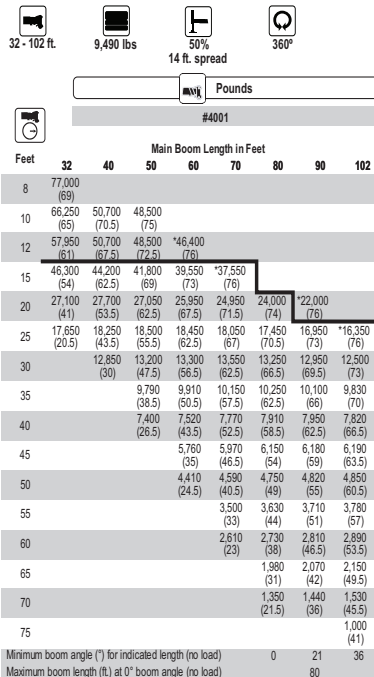 32 - 102 ft. 9,490 lbs 50% 360º
14 ft. spread
Pounds
#4001
Feet Main Boom Length in Feet
32 40 50 60 70 80 90 102
8 77,000
(69)
10 66,250 50,700 48,500
(65) (70.5) (75)
12 57,950 50,700 48,500 *46,400
(61) (67.5) (72.5) (76)
15 46,300 44,200 41,800 39,550 *37,550
(54) (62.5) (69) (73) (76)
20 27,100 27,700 27,050 25,950 24,950 24,000 *22,000
(41) (53.5) (62.5) (67.5) (71.5) (74) (76)
25 17,650 18,250 18,500 18,450 18,050 17,450 16,950 *16,350
(20.5) (43.5) (55.5) (62.5) (67) (70.5) (73) (76)
30 12,850 13,200 13,300 13,550 13,250 12,950 12,500
(30) (47.5) (56.5) (62.5) (66.5) (69.5) (73)
35 9,790 9,910 10,150 10,250 10,100 9,830
(38.5) (50.5) (57.5) (62.5) (66) (70)
40 7,400 7,520 7,770 7,910 7,950 7,820
(26.5) (43.5) (52.5) (58.5) (62.5) (66.5)
45 5,760 5,970 6,150 6,180 6,190
(35) (46.5) (54) (59) (63.5)
50 4,410 4,590 4,750 4,820 4,850
(24.5) (40.5) (49) (55) (60.5)
55 3,500 3,630 3,710 3,780
(33) (44) (51) (57)
60 2,610 2,730 2,810 2,890
(23) (38) (46.5) (53.5)
65 1,980 2,070 2,150
(31) (42) (49.5)
70 1,350 1,440 1,530
(21.5) (36) (45.5)
75 1,000
(41)
Minimum boom angle (°) for indicated length (no load) 0 21 36
Maximum boom length (ft.) at 0° boom angle (no load) 80